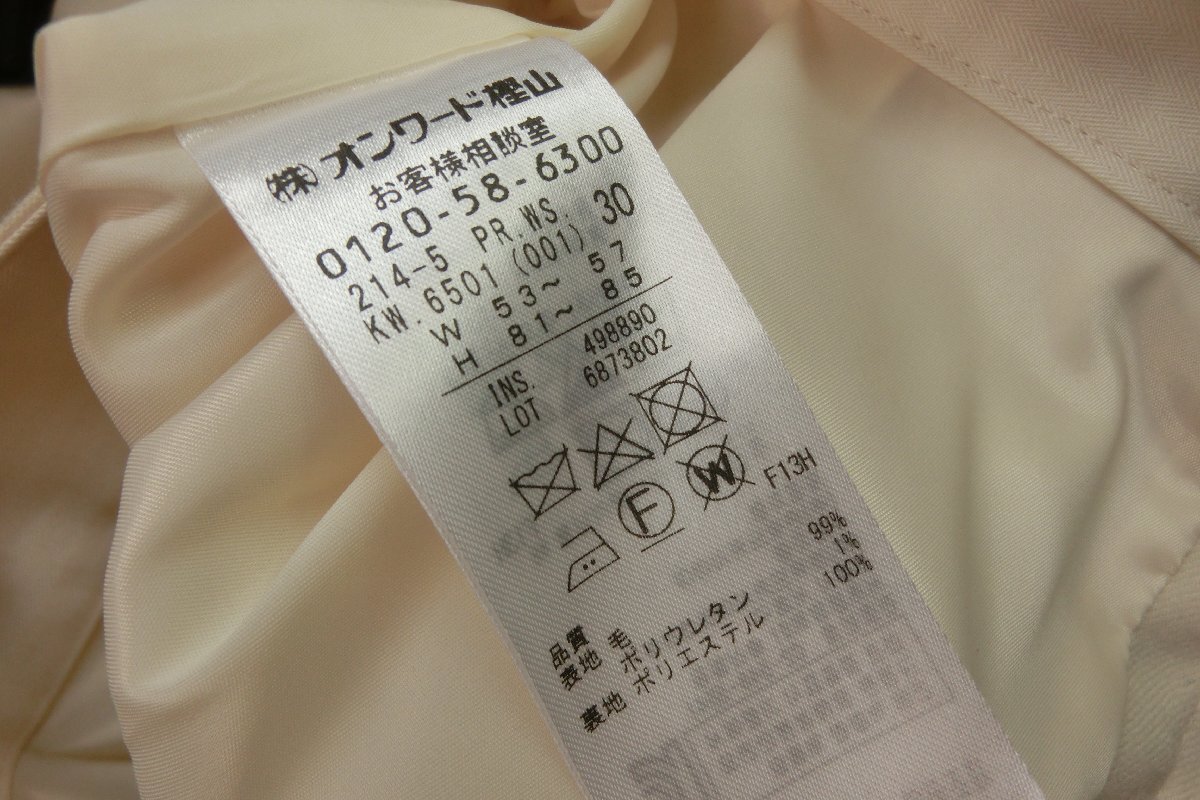 ㈱オンワード樫山
お客様相談室
0120-58-6300
214-5 PR.WS. 30
KW.6501 (001)
W 53～ 57
H 81～ 85
INS. 498890
LOT 6873802
F W F13H
品質
表地 毛 99%
ポリウレタン 1%
裏地 ポリエステル 100%